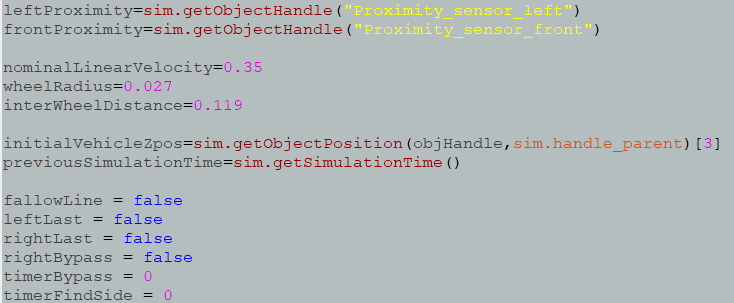 leftProximity=sim.getObjectHandle("Proximity_sensor_left")
frontProximity=sim.getObjectHandle("Proximity_sensor_front")
nominalLinearVelocity=0.35
wheelRadius=0.027
interWheelDistance=0.119
initialVehicleZpos=sim.getObjectPosition(objHandle,sim.handle_parent)[3]
previousSimulationTime=sim.getSimulationTime()
fallowLine = false
leftLast = false
rightLast = false
rightBypass = false
timerBypass = 0
timerFindSide = 0